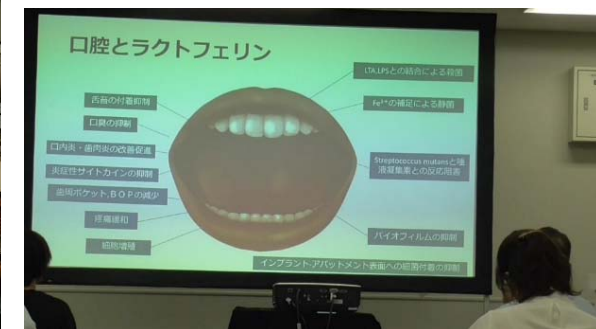 口腔とラクトフェリン
LTA,LPSとの結合による殺菌
Fe³⁺の補足による静菌
Streptococcus mutansと唾
液凝集素との反応阻害
バイオフィルムの抑制
インプラント,アバットメント表面への細菌付着の抑制
舌苔の付着抑制
口臭の抑制
口内炎・歯肉炎の改善促進
炎症性サイトカインの抑制
歯周ポケット,BOPの減少
疼痛緩和
細胞増殖